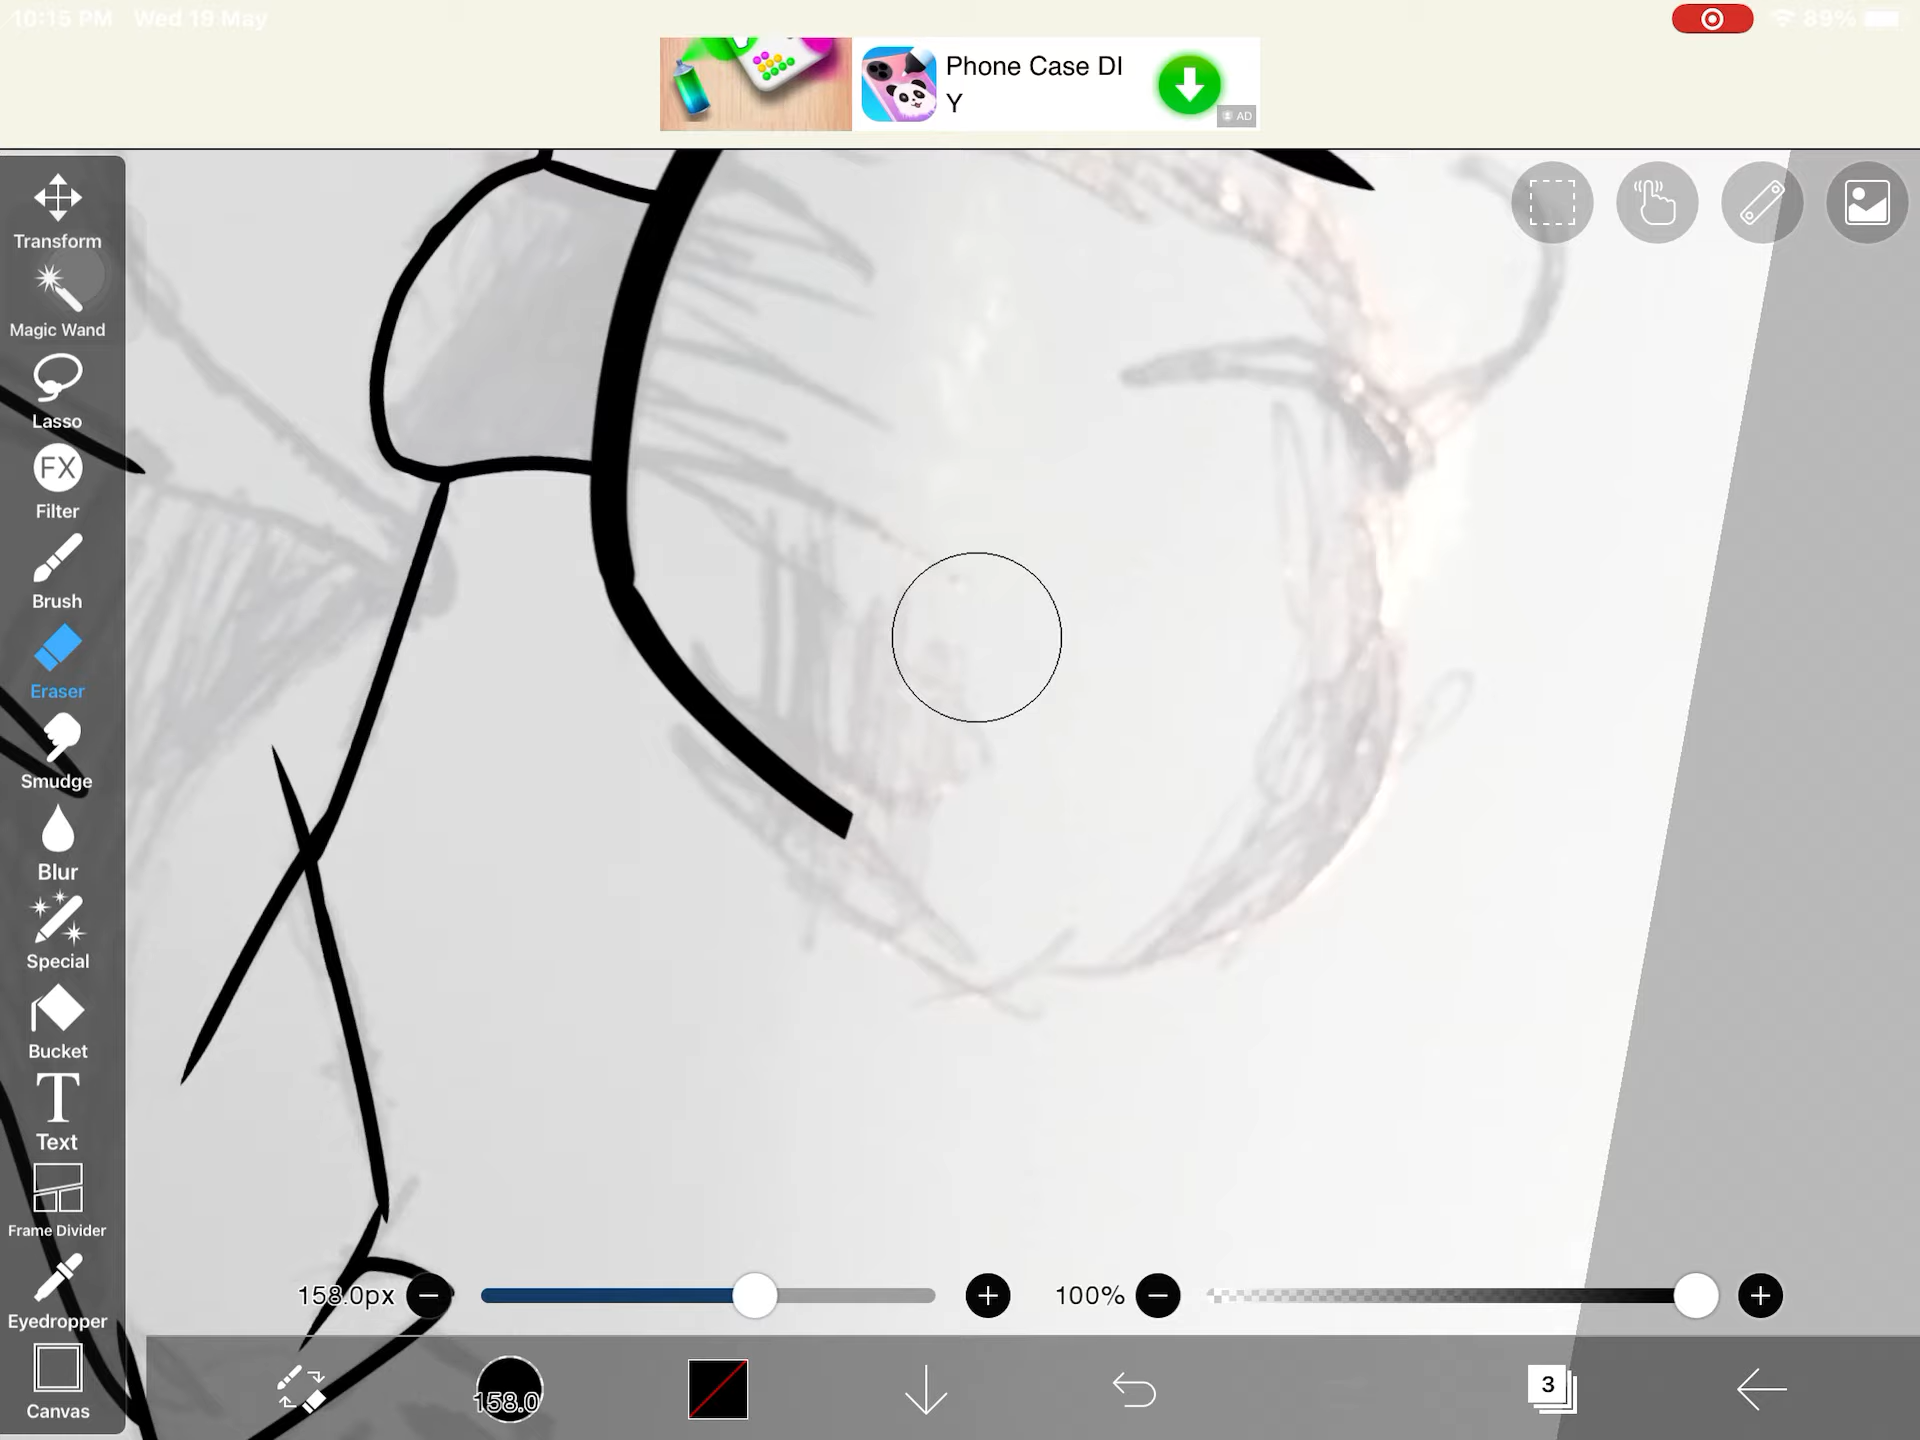 10:15 PM Wed 19 May
89%
Phone Case DI
Y
AD
Transform
Magic Wand
Lasso
FX
Filter
Brush
Eraser
Smudge
Blur
Special
Bucket
T
Text
Frame Divider
Eyedropper
Canvas
158.0px
100%
158.0
3